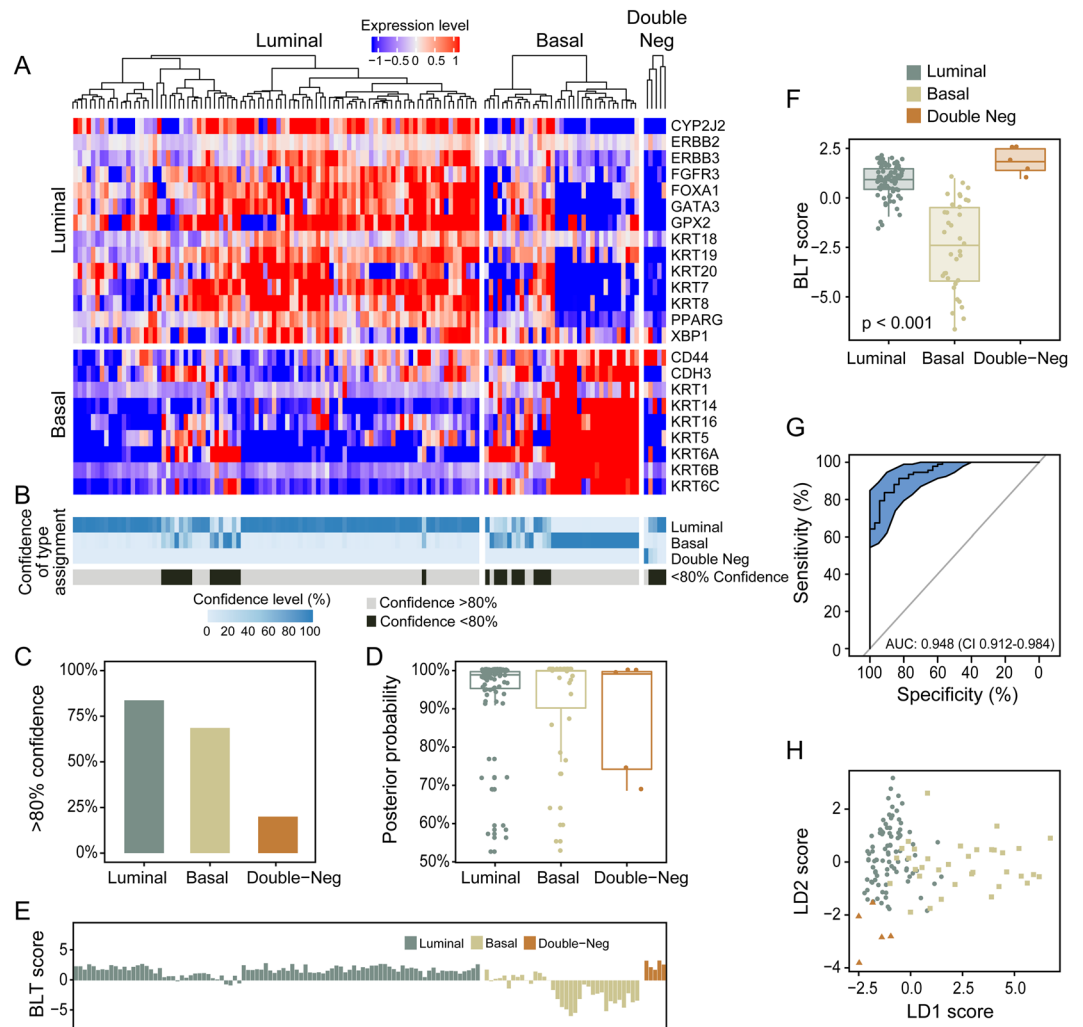 A
Luminal
Expression level
−1 −0.5 0 0.5 1
Basal
Double
Neg
Luminal
CYP2J2
ERBB2
ERBB3
FGFR3
FOXA1
GATA3
GPX2
KRT18
KRT19
KRT20
KRT7
KRT8
PPARG
XBP1
Basal
CD44
CDH3
KRT1
KRT14
KRT16
KRT5
KRT6A
KRT6B
KRT6C
B
Confidence
of type
assignment
Luminal
Basal
Double Neg
<80% Confidence
Confidence level (%)
0 20 40 60 80 100
Confidence >80%
Confidence <80%
C
>80% confidence
100%
75%
50%
25%
0%
Luminal Basal Double−Neg
D
Posterior probability
100%
90%
80%
70%
60%
50%
Luminal Basal Double−Neg
E
BLT score
5
0
−5
Luminal Basal Double−Neg
Luminal
Basal
Double Neg
F
BLT score
2.5
0.0
−2.5
−5.0
p < 0.001
Luminal Basal Double−Neg
G
Sensitivity (%)
100
80
60
40
20
0
AUC: 0.948 (CI 0.912-0.984)
100 80 60 40 20 0
Specificity (%)
H
LD2 score
2
0
−2
−4
−2.5 0.0 2.5 5.0
LD1 score